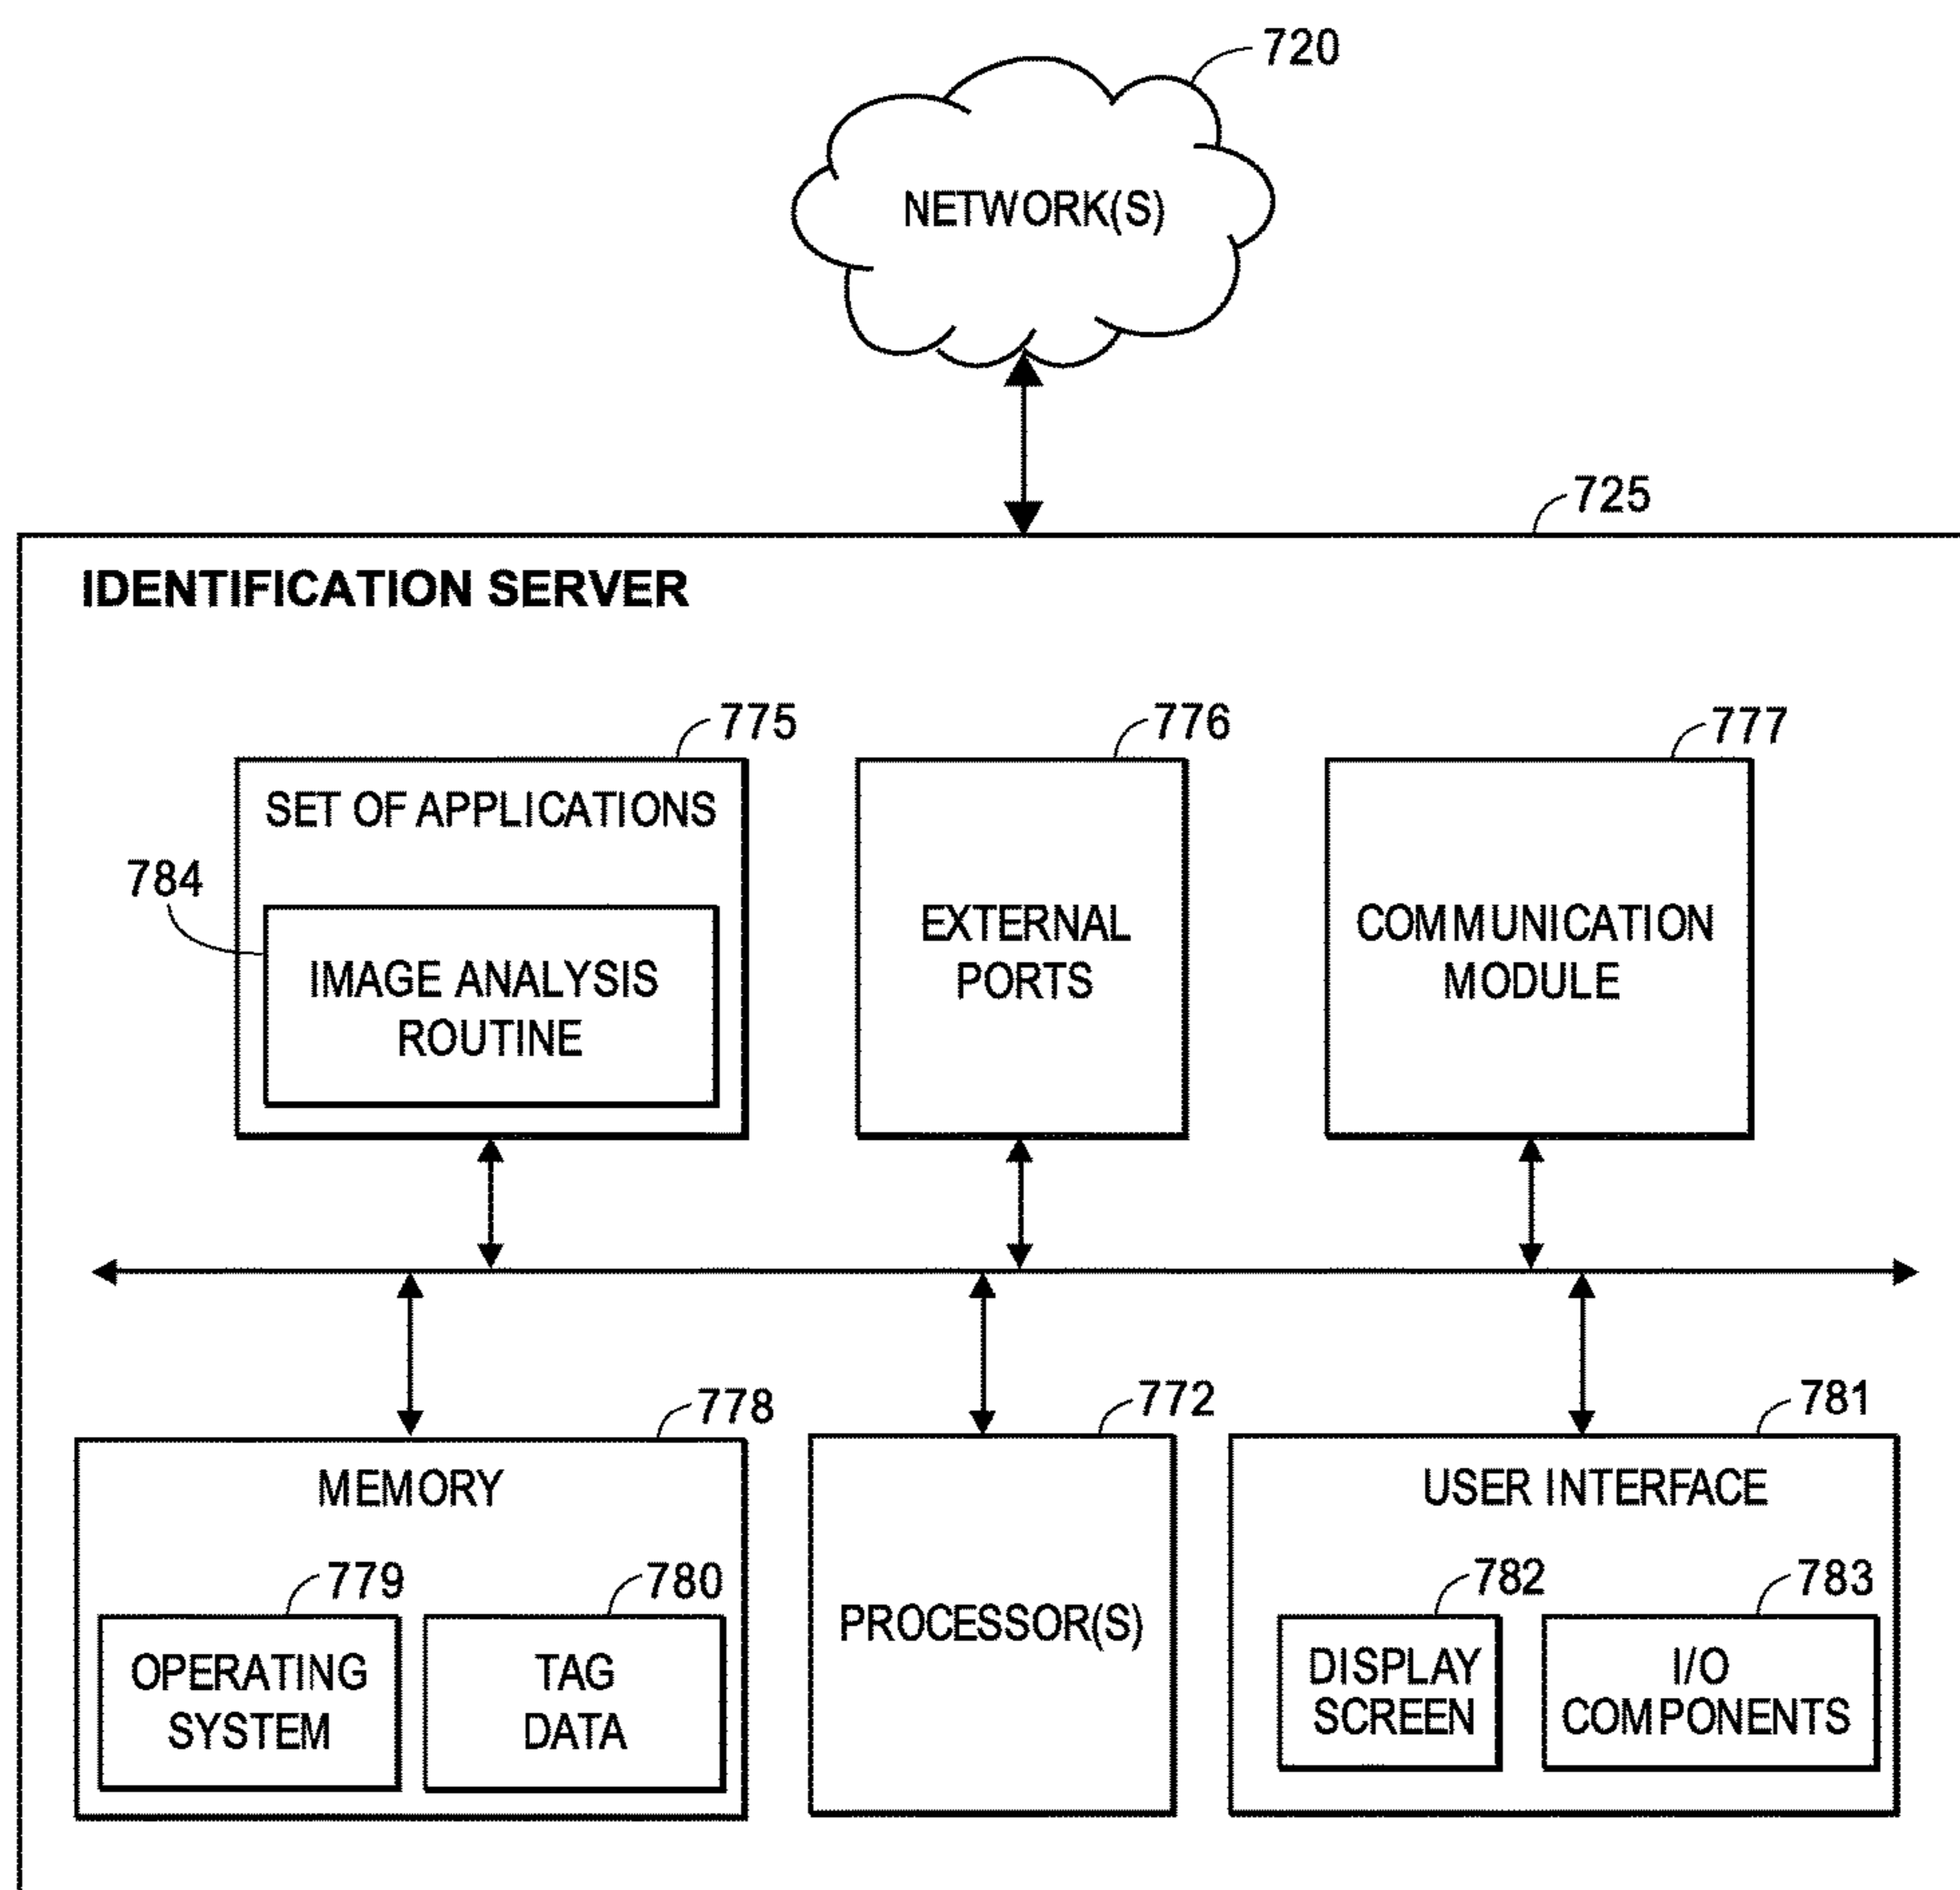 720
NETWORK(S)
725
IDENTIFICATION SERVER
775
776
777
SET OF APPLICATIONS
784
IMAGE ANALYSIS
ROUTINE
EXTERNAL
PORTS
COMMUNICATION
MODULE
778
772
781
MEMORY
779
780
OPERATING
SYSTEM
TAG
DATA
PROCESSOR(S)
USER INTERFACE
782
783
DISPLAY
SCREEN
I/O
COMPONENTS